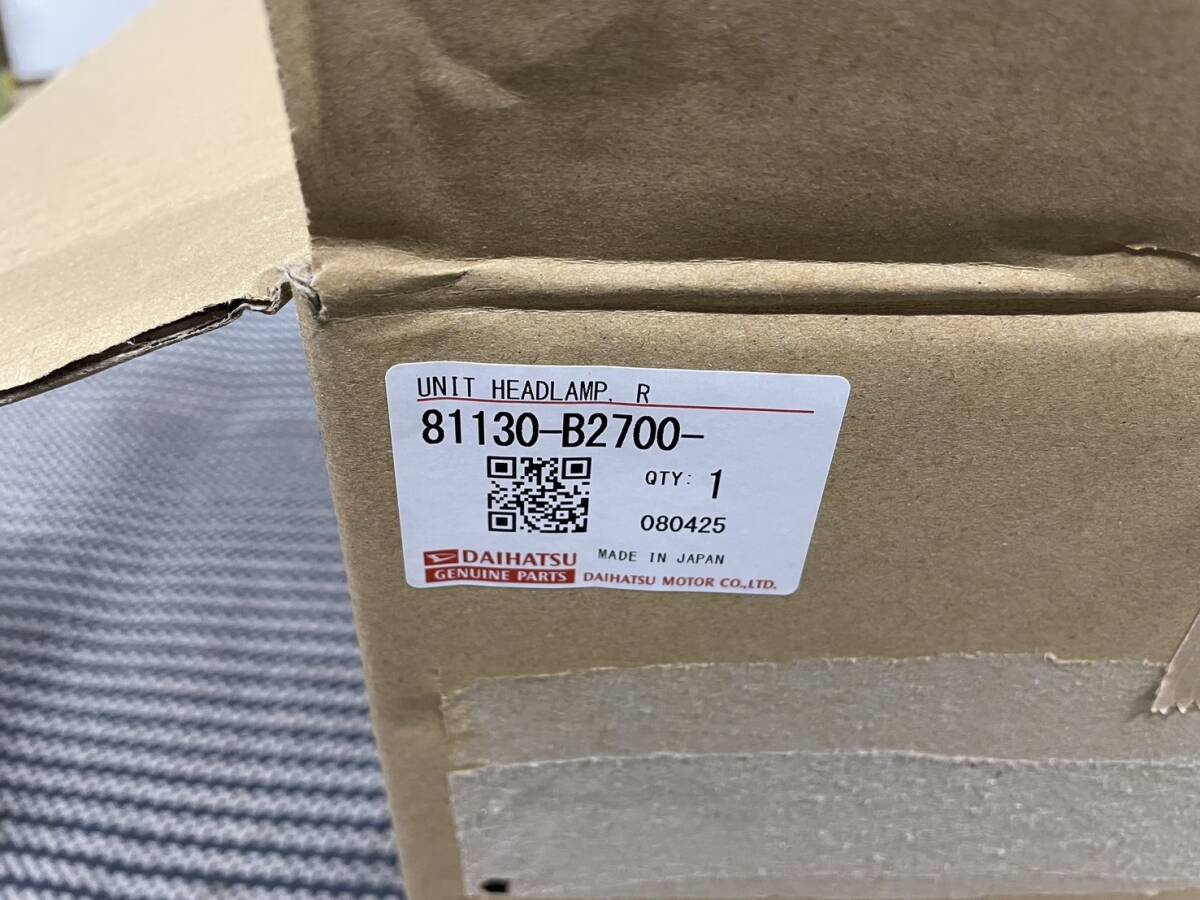 UNIT HEADLAMP, R
81130-B2700-
QTY: 1
080425
DAIHATSU MADE IN JAPAN
GENUINE PARTS DAIHATSU MOTOR CO.,LTD.